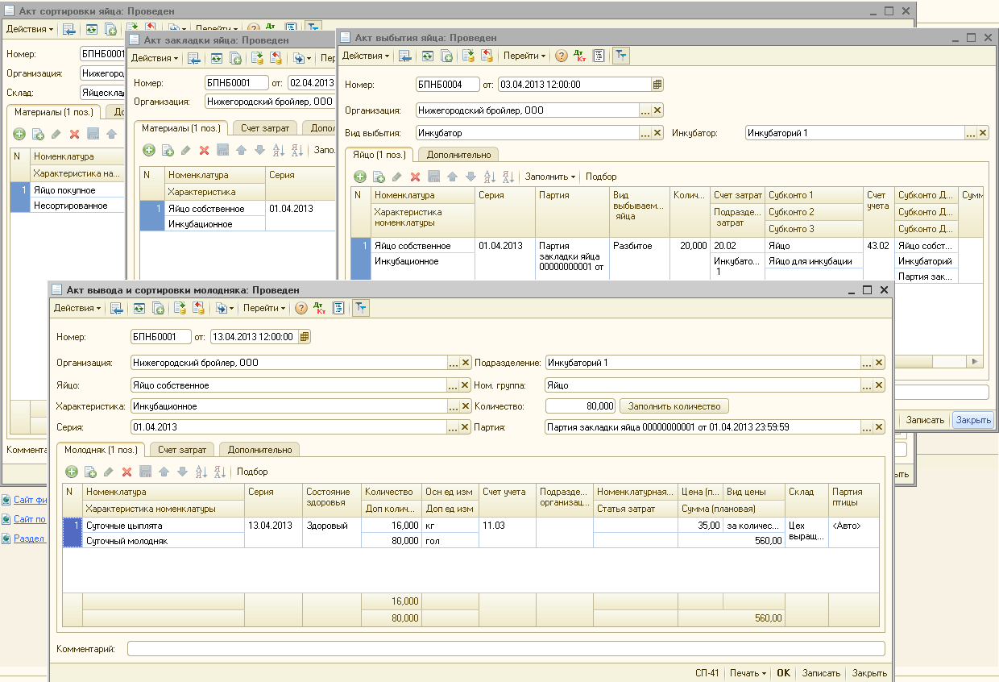 Акт сортировки яйца: Проведен
Действия
Перейти
Номер: БПНБ0001
Организация: Нижегород
Склад: Яйцесклад
Материалы (1 поз.)
N Номенклатура
Характеристика на...
1 Яйцо покупное
Несортированное
Коммента
Сайт фи
Сайт по
Раздел
Акт закладки яйца: Проведен
Действия Пер
Номер: БПНБ0001 от: 02.04.2013
Организация: Нижегородский бройлер, ООО
Материалы (1 поз.) Счет затрат Допол
Запо
N Номенклатура Серия
Характеристика
1 Яйцо собственное 01.04.2013
Инкубационное
Акт выбытия яйца: Проведен
Действия Перейти
Номер: БПНБ0004 от: 03.04.2013 12:00:00
Организация: Нижегородский бройлер, ООО
Вид выбытия: Инкубатор Инкубатор: Инкубаторий 1
Яйцо (1 поз.) Дополнительно
Заполнить Подбор
N Номенклатура Серия Партия Вид выбываем... яйца Колич... Счет затрат Субконто 1 Счет учета Субконто Д... Сумм
Характеристика номенклатуры Подразде... затрат Субконто 2 Субконто Д...
Субконто 3 Субконто Д...
1 Яйцо собственное 01.04.2013 Партия закладки яйца 00000000001 от Разбитое 20,000 20.02 Яйцо 43.02 Яйцо собст...
Инкубационное Инкубато... 1 Яйцо для инкубации Инкубаторий
Партия зак...
Записать Закрыть
Акт вывода и сортировки молодняка: Проведен
Действия Перейти
Номер: БПНБ0001 от: 13.04.2013 12:00:00
Организация: Нижегородский бройлер, ООО Подразделение: Инкубаторий 1
Яйцо: Яйцо собственное Ном. группа: Яйцо
Характеристика: Инкубационное Количество: 80,000 Заполнить количество
Серия: 01.04.2013 Партия: Партия закладки яйца 00000000001 от 01.04.2013 23:59:59
Молодняк (1 поз.) Счет затрат Дополнительно
Подбор
N Номенклатура Серия Состояние здоровья Количество Осн ед изм Счет учета Подразде... организац... Номенклатурная... Цена (п... Вид цены Склад Партия птицы
Характеристика номенклатуры Доп колич... Доп ед изм Статья затрат Сумма (плановая)
1 Суточные цыплята 13.04.2013 Здоровый 16,000 кг 11.03 35,00 за количес... Цех выращ... <Авто>
Суточный молодняк 80,000 гол 560,00
16,000
80,000 560,00
Комментарий:
СП-41 Печать OK Записать Закрыть